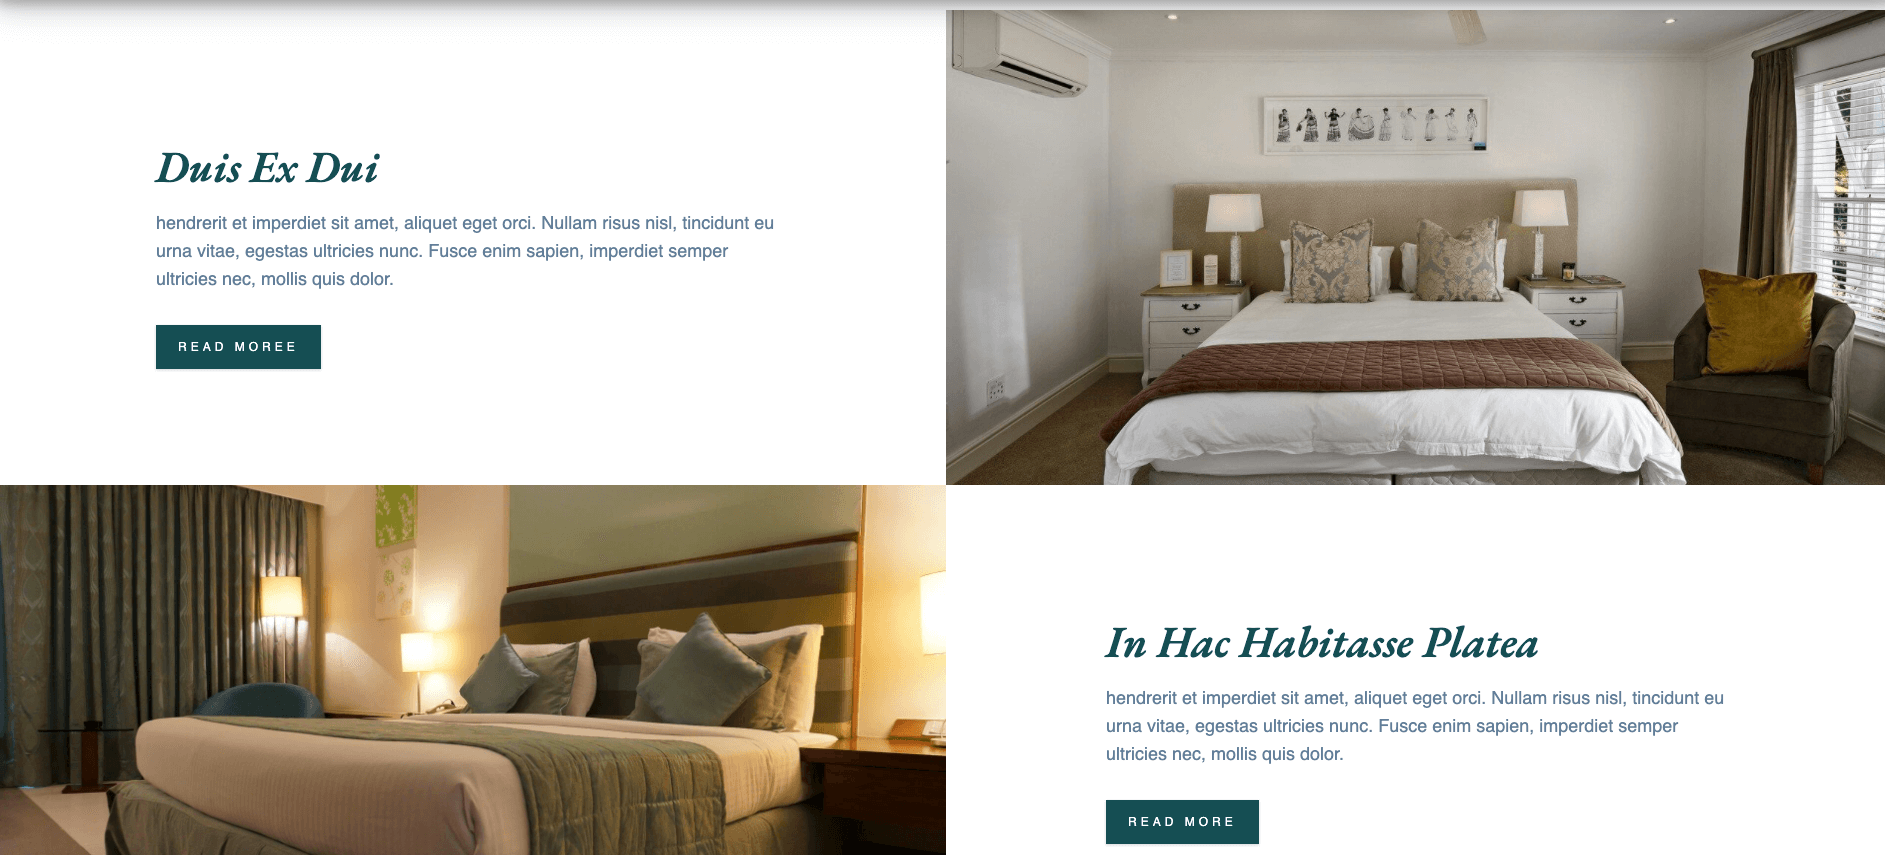 Duis Ex Dui
hendrerit et imperdiet sit amet, aliquet eget orci. Nullam risus nisl, tincidunt eu
urna vitae, egestas ultricies nunc. Fusce enim sapien, imperdiet semper
ultricies nec, mollis quis dolor.
READ MOREE
In Hac Habitasse Platea
hendrerit et imperdiet sit amet, aliquet eget orci. Nullam risus nisl, tincidunt eu
urna vitae, egestas ultricies nunc. Fusce enim sapien, imperdiet semper
ultricies nec, mollis quis dolor.
READ MORE